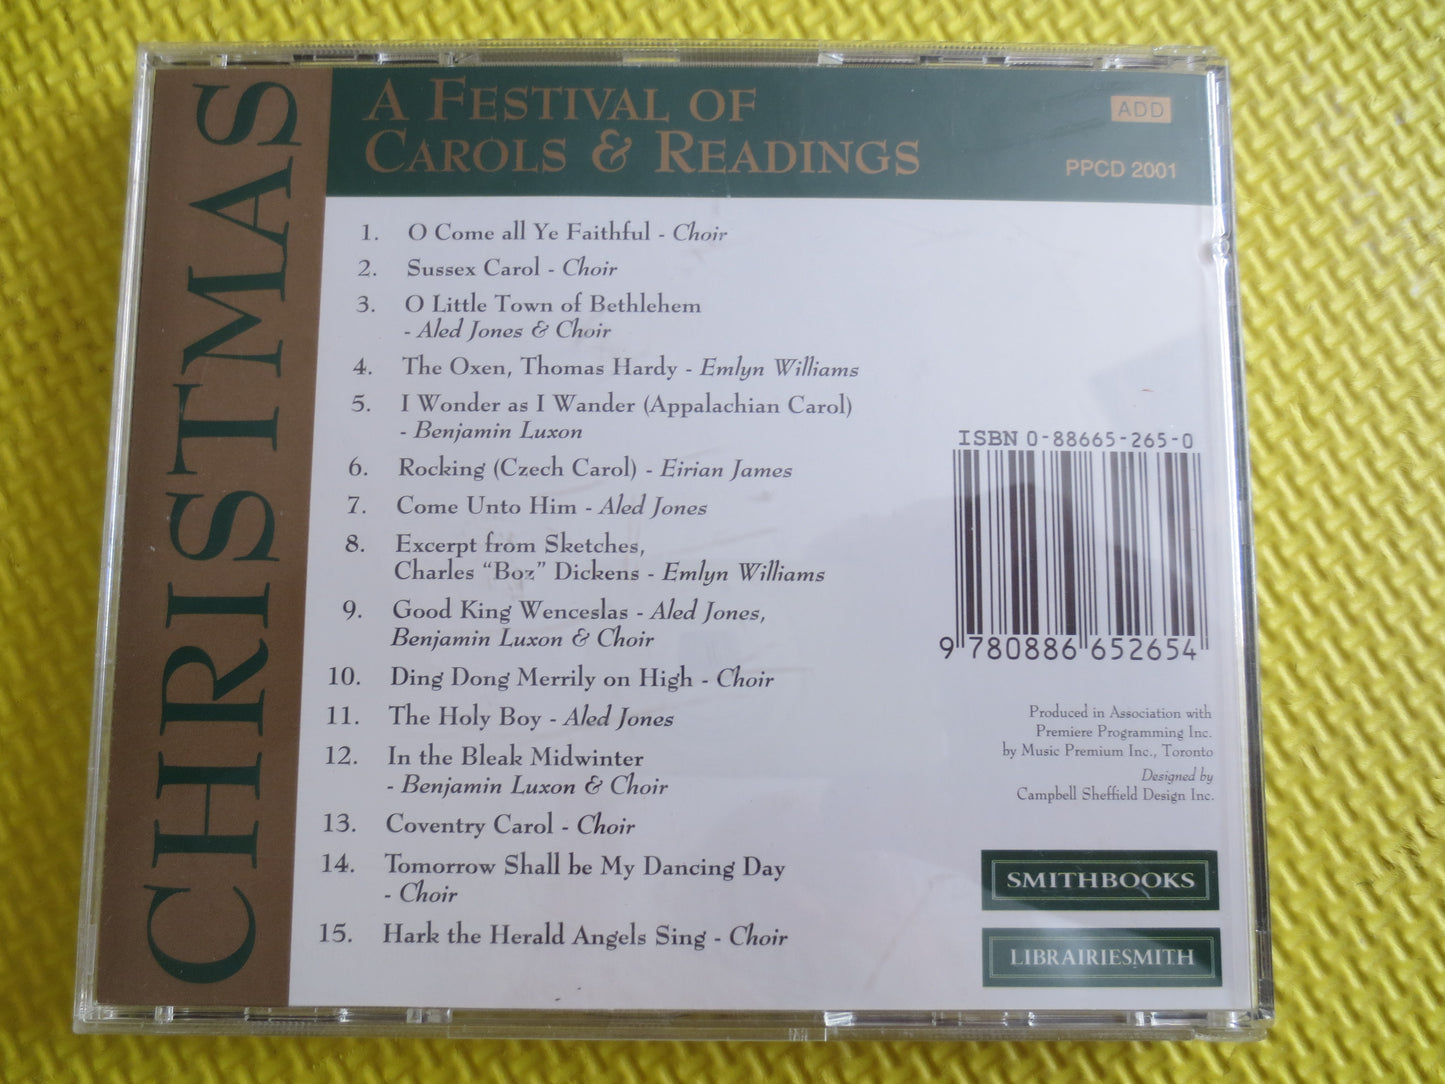 CHRISTMAS
A FESTIVAL OF
CAROLS & READINGS
ADD
PPCD 2001
1. O Come all Ye Faithful - Choir
2. Sussex Carol - Choir
3. O Little Town of Bethlehem
- Aled Jones & Choir
4. The Oxen, Thomas Hardy - Emlyn Williams
5. I Wonder as I Wander (Appalachian Carol)
- Benjamin Luxon
6. Rocking (Czech Carol) - Eirian James
7. Come Unto Him - Aled Jones
8. Excerpt from Sketches,
Charles "Boz" Dickens - Emlyn Williams
9. Good King Wenceslas - Aled Jones,
Benjamin Luxon & Choir
10. Ding Dong Merrily on High - Choir
11. The Holy Boy - Aled Jones
12. In the Bleak Midwinter
- Benjamin Luxon & Choir
13. Coventry Carol - Choir
14. Tomorrow Shall be My Dancing Day
- Choir
15. Hark the Herald Angels Sing - Choir
ISBN 0-88665-265-0
9 780886 652654
Produced in Association with
Premiere Programming Inc.
by Music Premium Inc., Toronto
Designed by
Campbell Sheffield Design Inc.
SMITHBOOKS
LIBRAIRIESMITH